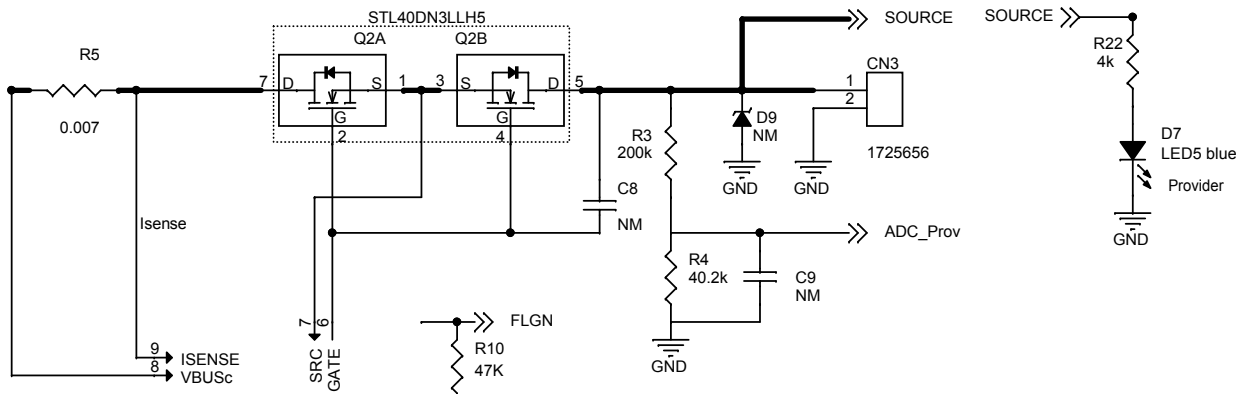 STL40DN3LLH5
SOURCE
SOURCE
R5
Q2A
Q2B
R22
4k
CN3
7
D
S
1
3
S
D
5
1
2
0.007
G
2
G
4
R3
200k
D9
NM
1725656
D7
LED5 blue
Provider
GND
GND
GND
C8
NM
Isense
ADC_Prov
R4
40.2k
C9
NM
7
6
FLGN
SRC
GATE
R10
47K
GND
9
ISENSE
8
VBUSc